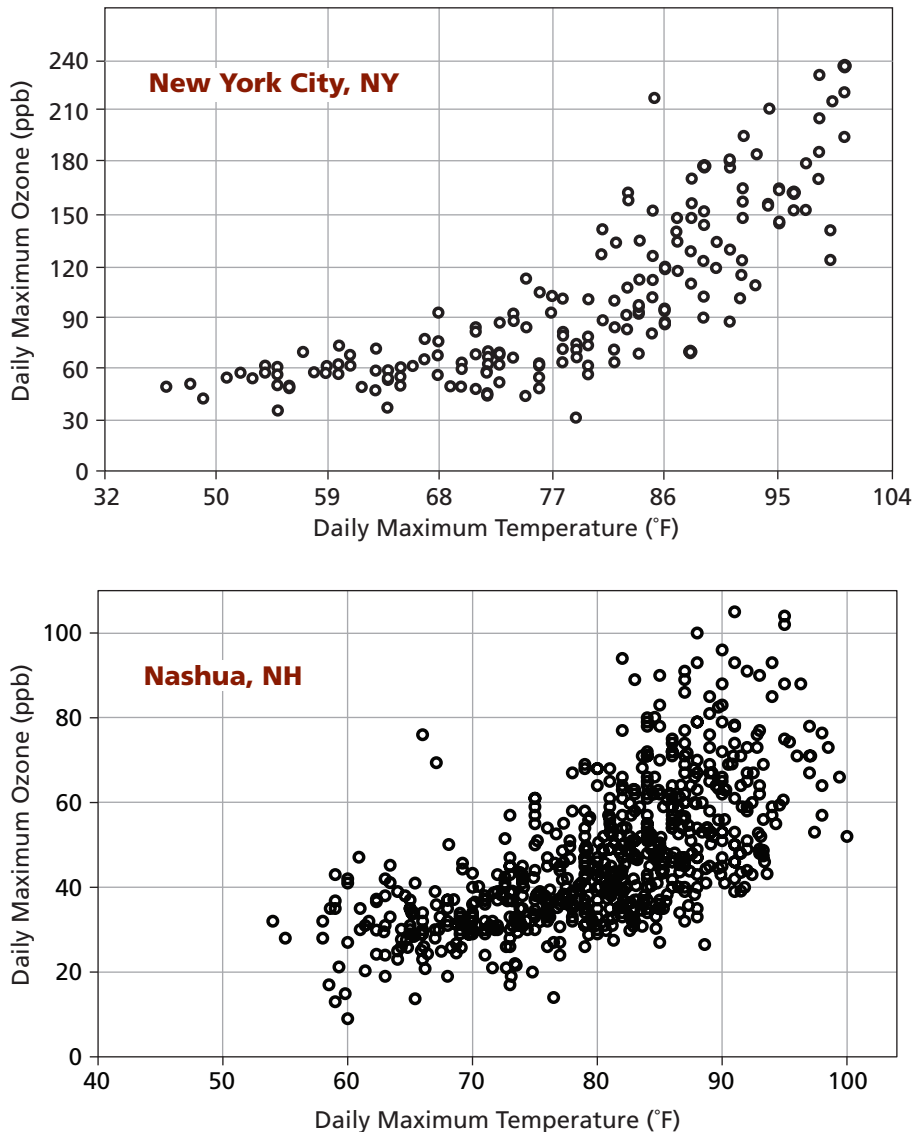 New York City, NY
Daily Maximum Ozone (ppb)
240
210
180
150
120
90
60
30
0
32 50 59 68 77 86 95 104
Daily Maximum Temperature (˚F)
Nashua, NH
Daily Maximum Ozone (ppb)
100
80
60
40
20
0
40 50 60 70 80 90 100
Daily Maximum Temperature (˚F)